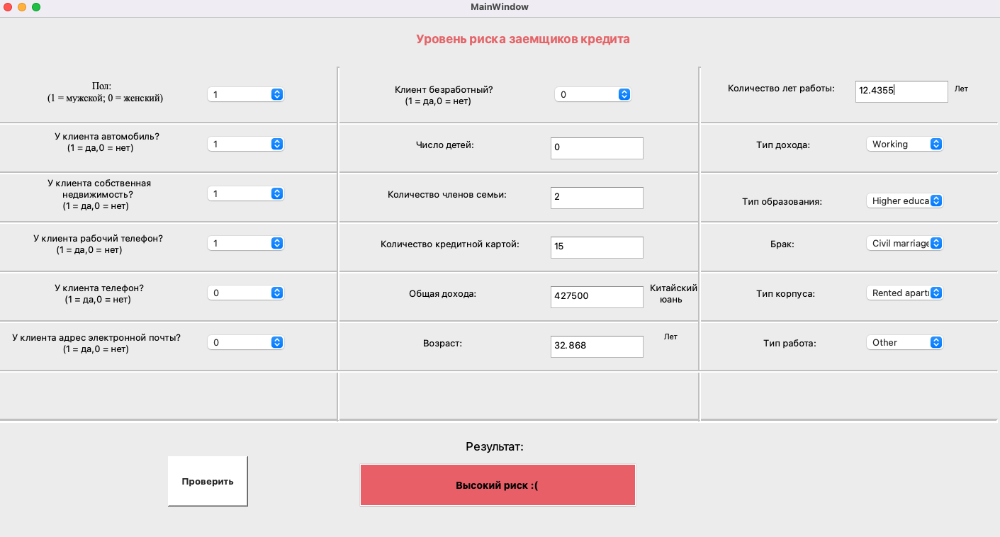 MainWindow
Уровень риска заемщиков кредита
Пол:
(1 = мужской; 0 = женский)
1
У клиента автомобиль?
(1 = да,0 = нет)
1
У клиента собственная
недвижимость?
(1 = да,0 = нет)
1
У клиента рабочий телефон?
(1 = да,0 = нет)
1
У клиента телефон?
(1 = да,0 = нет)
0
У клиента адрес электронной почты?
(1 = да,0 = нет)
0
Клиент безработный?
(1 = да,0 = нет)
0
Число детей:
0
Количество членов семьи:
2
Количество кредитной картой:
15
Общая дохода:
427500
Китайский
юань
Возраст:
32.868
Лет
Количество лет работы:
12.4355
Лет
Тип дохода:
Working
Тип образования:
Higher educa
Брак:
Civil marriage
Тип корпуса:
Rented apart
Тип работа:
Other
Проверить
Результат:
Высокий риск :(